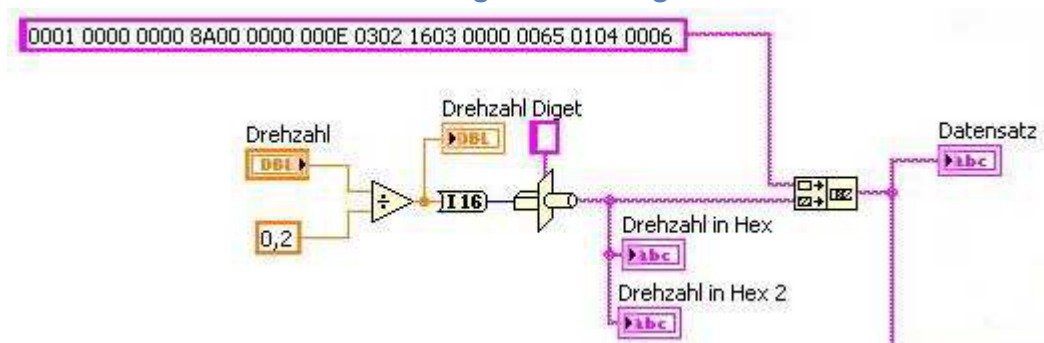 0001 0000 0000 8A00 0000 000E 0302 1603 0000 0065 0104 0006
Drehzahl Diget
Drehzahl
Datensatz
DBL
abc
DBL
I16
0,2
Drehzahl in Hex
abc
Drehzahl in Hex 2
abc